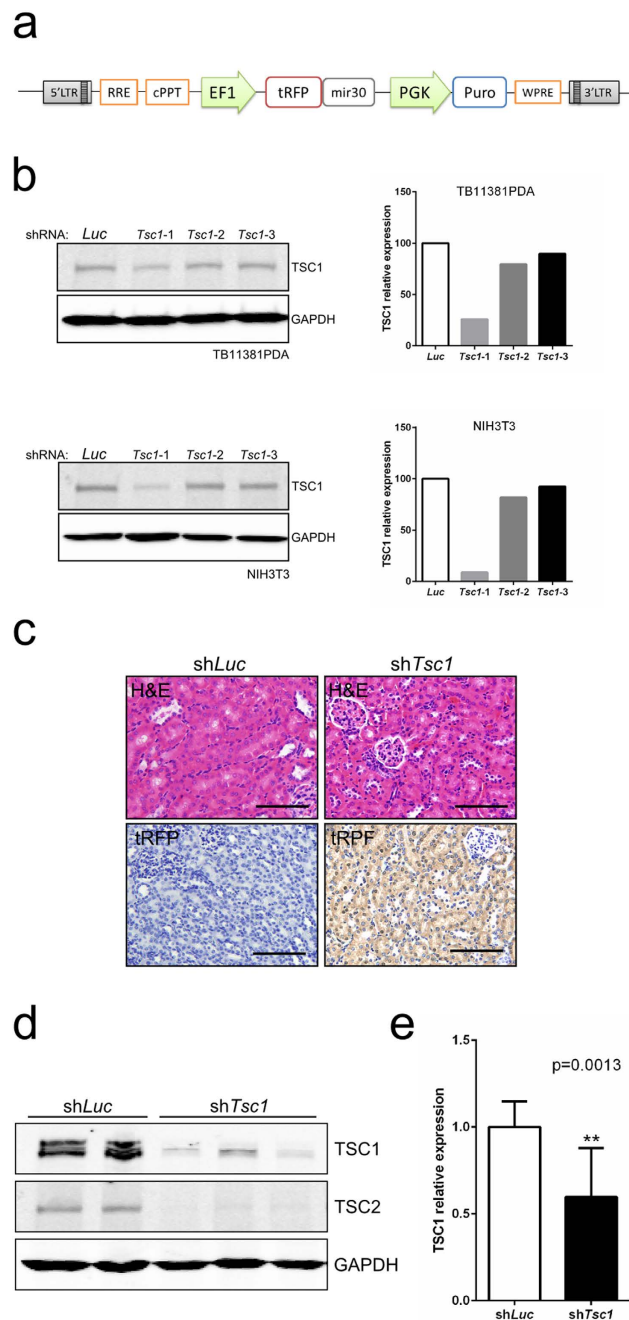 a
5'LTR RRE cPPT EF1 tRFP mir30 PGK Puro WPRE 3'LTR
b
shRNA: Luc Tsc1-1 Tsc1-2 Tsc1-3
TSC1
GAPDH
TB11381PDA
TB11381PDA
TSC1 relative expression
150
100
50
0
Luc Tsc1-1 Tsc1-2 Tsc1-3
shRNA: Luc Tsc1-1 Tsc1-2 Tsc1-3
TSC1
GAPDH
NIH3T3
NIH3T3
TSC1 relative expression
150
100
50
0
Luc Tsc1-1 Tsc1-2 Tsc1-3
c
shLuc shTsc1
H&E H&E
tRFP tRPF
d
shLuc shTsc1
TSC1
TSC2
GAPDH
e
p=0.0013
**
TSC1 relative expression
1.5
1.0
0.5
0.0
shLuc shTsc1